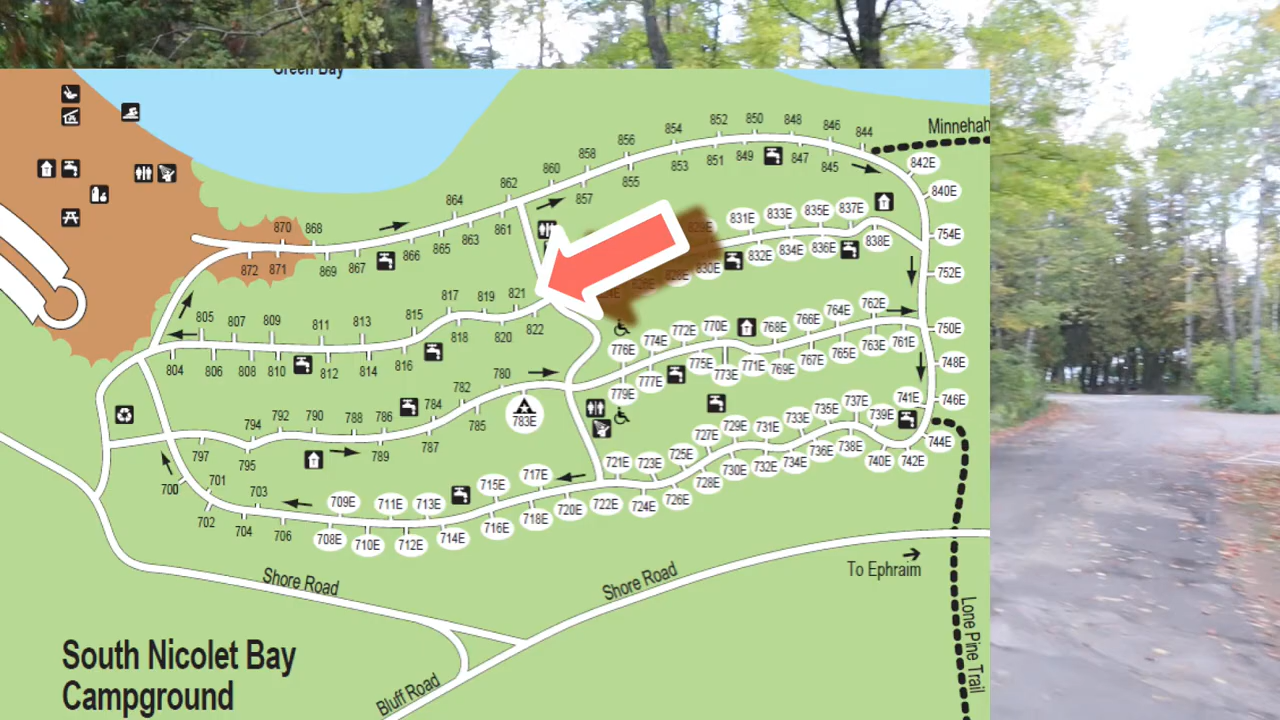 Green Bay
Minnehah
852 850 848 846 844
854
856
858
860
862
864
870 868
842E
840E
853 851 849 847 845
855
857
861
863
865
866
867
869
872 871
829E 831E 833E 835E 837E
754E
830E 832E 834E 836E 838E
752E
817 819 821
805 807 809 811 813 815
762E
764E
766E
768E
770E
772E
774E
776E
750E
822
820
818
816
814
812
804 806 808 810
761E
763E
765E
767E
769E
771E
773E
775E
777E
779E
748E
780
782
784
786
788
790
792
794
783E
785
787
789
795
797
746E
741E
737E 739E
735E
733E
731E
729E
727E
725E
723E
721E
744E
742E
740E
738E
736E
734E
732E
730E
728E
726E
724E
722E
720E
718E
716E
714E
712E
710E
708E
717E
715E
713E
711E
709E
700 701 703
702 704 706
Shore Road
Shore Road
To Ephraim
Lone Pine Trail
South Nicolet Bay
Campground
Bluff Road